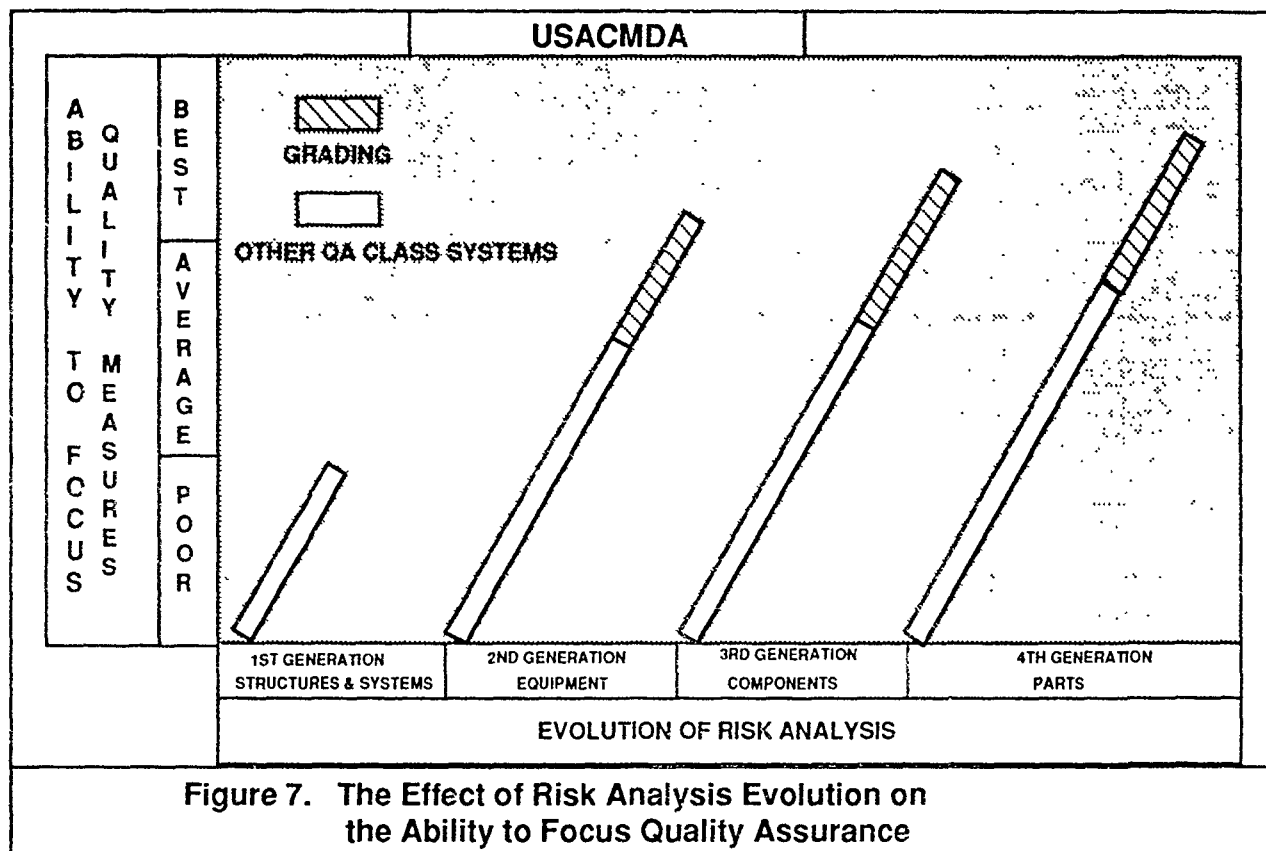 USACMDA
ABILITY TO FOCUS
QUALITY MEASURES
BEST
AVERAGE
POOR
GRADING
OTHER QA CLASS SYSTEMS
1ST GENERATION
STRUCTURES & SYSTEMS
2ND GENERATION
EQUIPMENT
3RD GENERATION
COMPONENTS
4TH GENERATION
PARTS
EVOLUTION OF RISK ANALYSIS
Figure 7. The Effect of Risk Analysis Evolution on
the Ability to Focus Quality Assurance